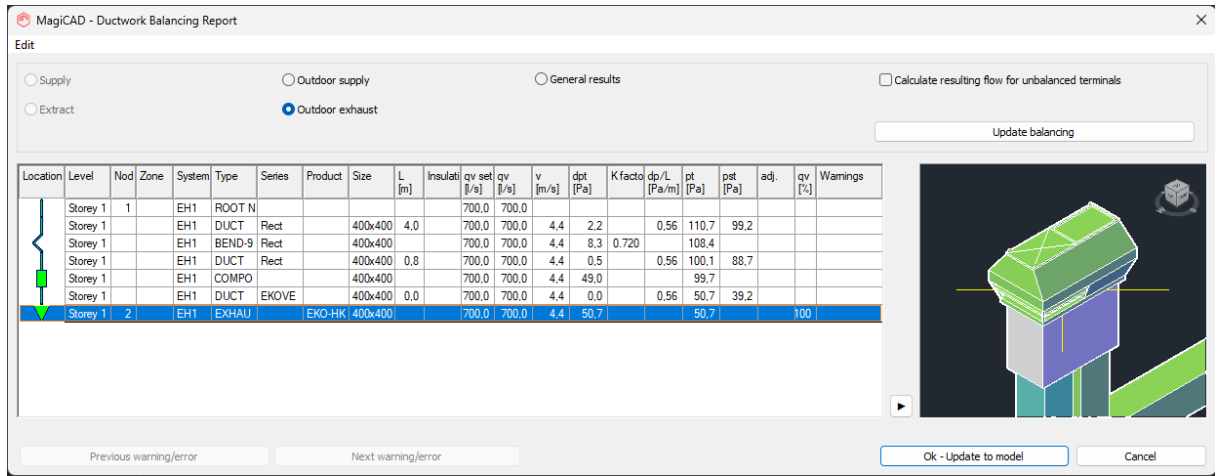 MagiCAD - Ductwork Balancing Report
Edit
Supply Outdoor supply General results Calculate resulting flow for unbalanced terminals
Extract Outdoor exhaust
Update balancing
Location Level Nod Zone System Type Series Product Size L [m] Insulati qv set [l/s] qv [l/s] v [m/s] dpt [Pa] K facto dp/L [Pa/m] pt [Pa] pst [Pa] adj. qv [%] Warnings
Storey 1 1 EH1 ROOT N 700,0 700,0
Storey 1 EH1 DUCT Rect 400x400 4,0 700,0 700,0 4,4 2,2 0,56 110,7 99,2
Storey 1 EH1 BEND-9 Rect 400x400 700,0 700,0 4,4 8,3 0.720 108,4
Storey 1 EH1 DUCT Rect 400x400 0,8 700,0 700,0 4,4 0,5 0,56 100,1 88,7
Storey 1 EH1 COMPO 400x400 700,0 700,0 4,4 49,0 99,7
Storey 1 EH1 DUCT EKOVE 400x400 0,0 700,0 700,0 4,4 0,0 0,56 50,7 39,2
Storey 1 2 EH1 EXHAU EKO-HK 400x400 700,0 700,0 4,4 50,7 50,7 100
Previous warning/error Next warning/error Ok - Update to model Cancel